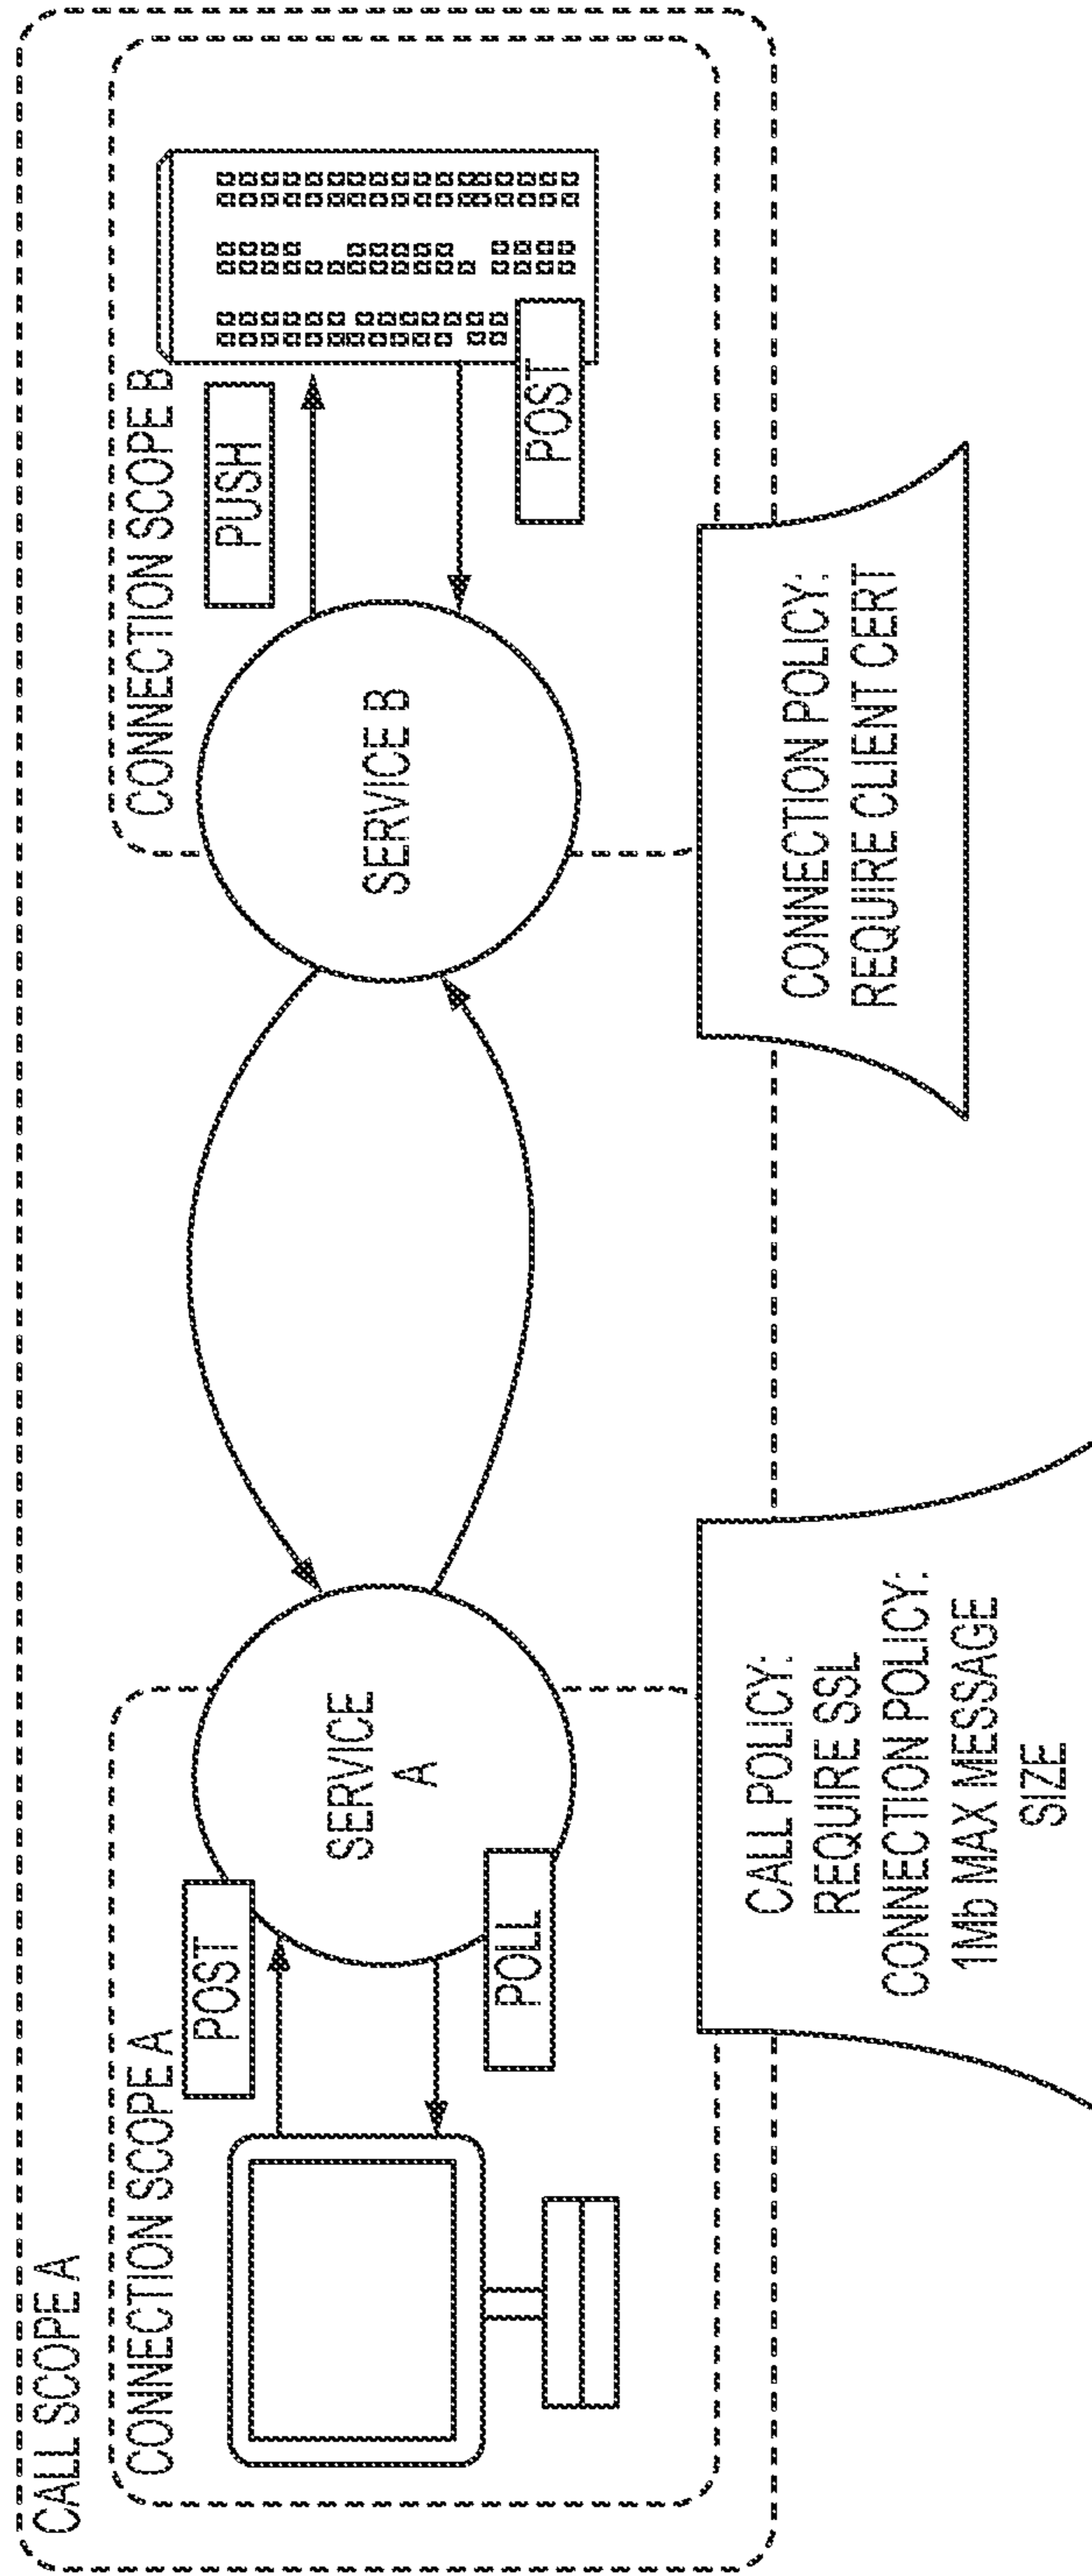 CALL SCOPE A
CONNECTION SCOPE A
CONNECTION SCOPE B
POST
PUSH
SERVICE
A
SERVICE B
POLL
POST
CALL POLICY:
REQUIRE SSL
CONNECTION POLICY:
1Mb MAX MESSAGE
SIZE
CONNECTION POLICY:
REQUIRE CLIENT CERT